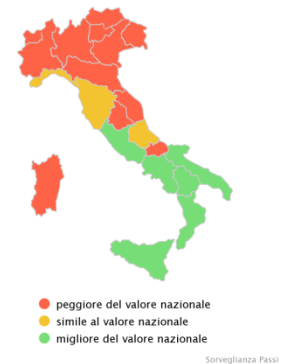 peggiore del valore nazionale
simile al valore nazionale
migliore del valore nazionale
Sorveglianza Passi